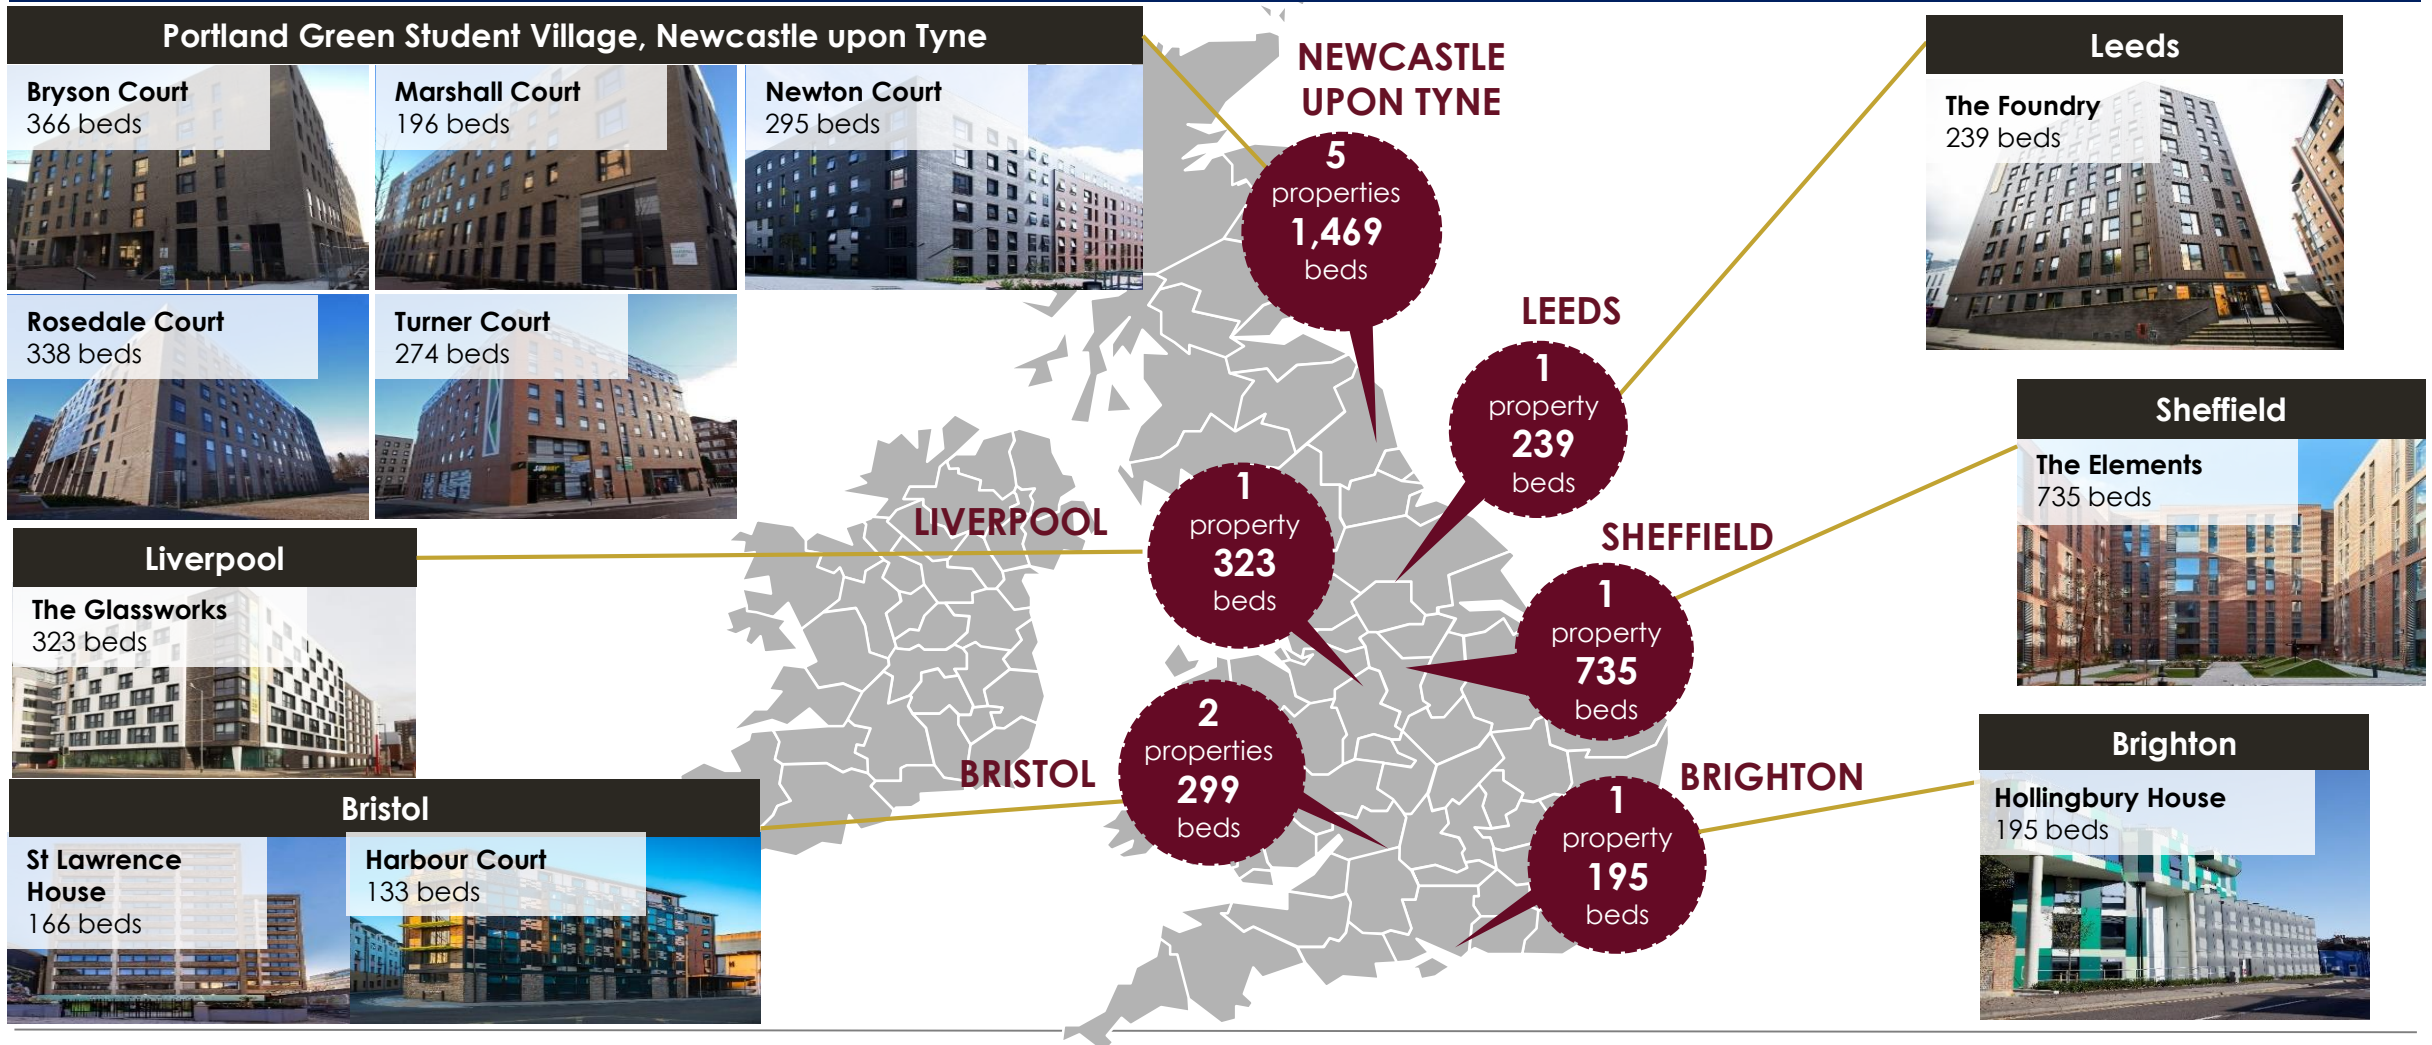 Portland Green Student Village, Newcastle upon Tyne
Bryson Court
366 beds
Marshall Court
196 beds
Newton Court
295 beds
Rosedale Court
338 beds
Turner Court
274 beds
SUBWAY
Liverpool
The Glassworks
323 beds
Bristol
St Lawrence
House
166 beds
Harbour Court
133 beds
NEWCASTLE
UPON TYNE
5
properties
1,469
beds
LEEDS
1
property
239
beds
LIVERPOOL
1
property
323
beds
SHEFFIELD
1
property
735
beds
BRISTOL
2
properties
299
beds
BRIGHTON
1
property
195
beds
Leeds
The Foundry
239 beds
Sheffield
The Elements
735 beds
Brighton
Hollingbury House
195 beds